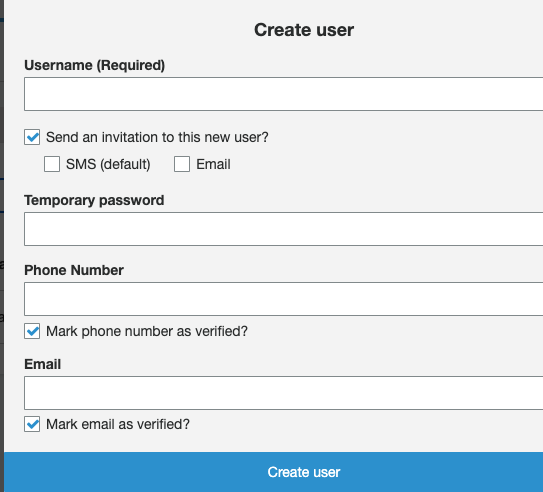 Create user
Username (Required)
Send an invitation to this new user?
SMS (default) Email
Temporary password
Phone Number
Mark phone number as verified?
Email
Mark email as verified?
Create user